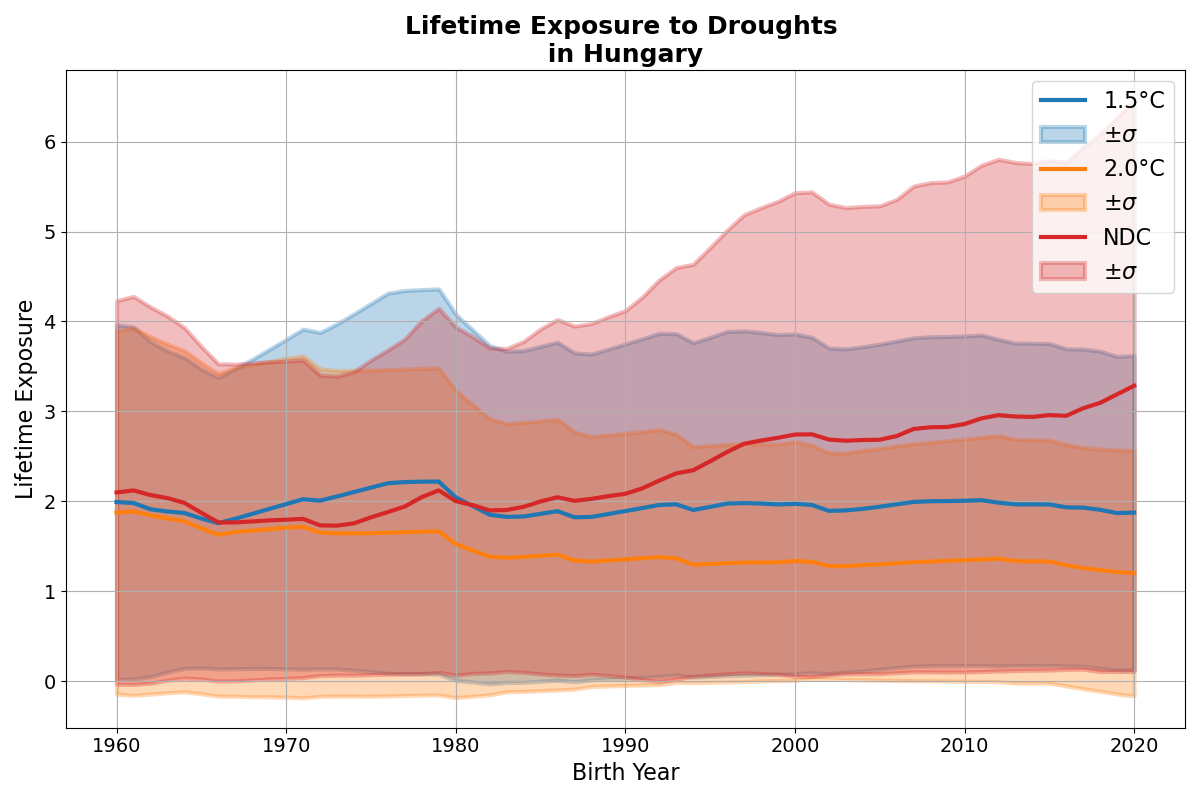 Lifetime Exposure to Droughts
in Hungary
1.5°C
±σ
2.0°C
±σ
NDC
±σ
Lifetime Exposure
6
5
4
3
2
1
0
1960
1970
1980
1990
2000
2010
2020
Birth Year